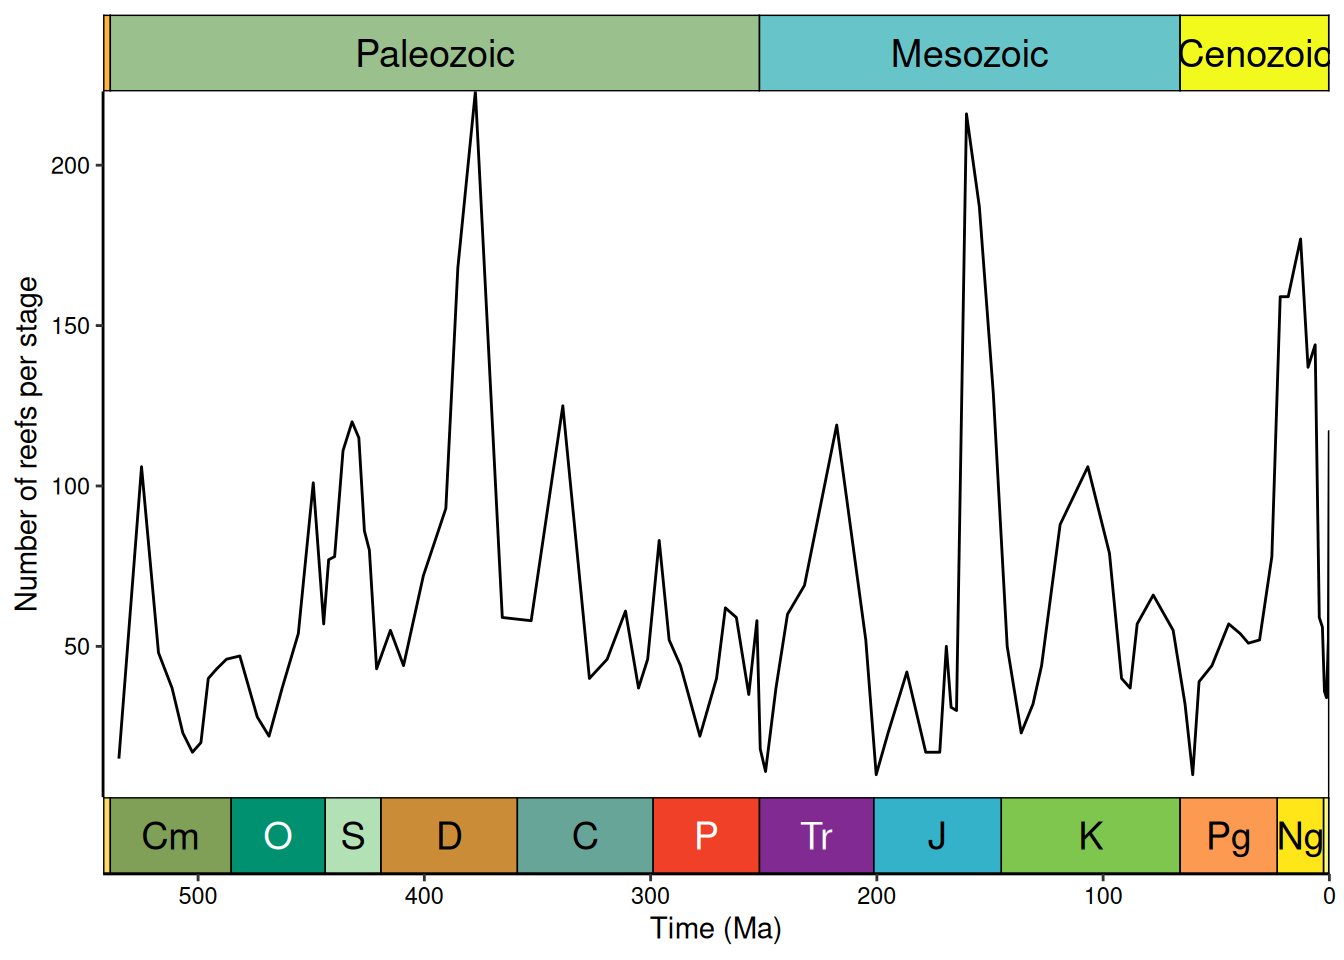 Paleozoic Mesozoic Cenozoic
200
150
100
50
Number of reefs per stage
Cm O S D C P Tr J K Pg Ng
500 400 300 200 100 0
Time (Ma)